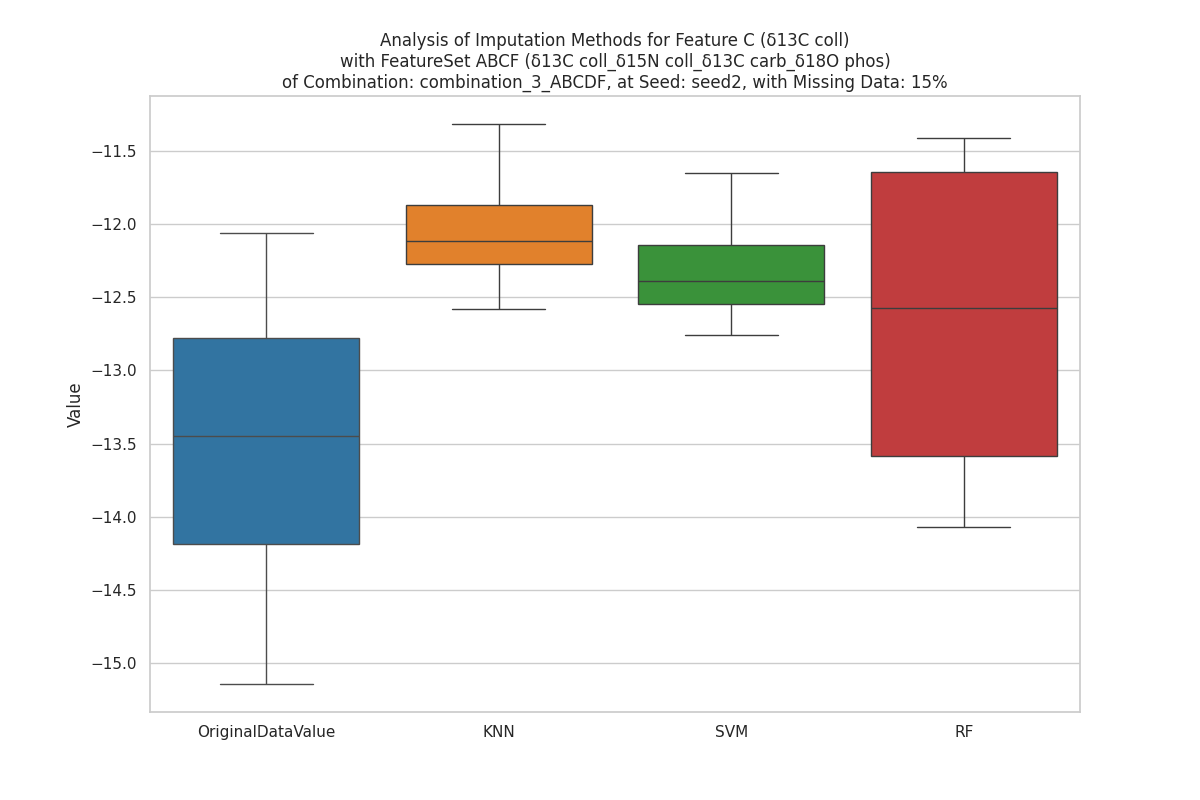 Analysis of Imputation Methods for Feature C (δ13C coll)
with FeatureSet ABCF (δ13C coll_δ15N coll_δ13C carb_δ18O phos)
of Combination: combination_3_ABCDF, at Seed: seed2, with Missing Data: 15%
Value
−11.5
−12.0
−12.5
−13.0
−13.5
−14.0
−14.5
−15.0
OriginalDataValue
KNN
SVM
RF